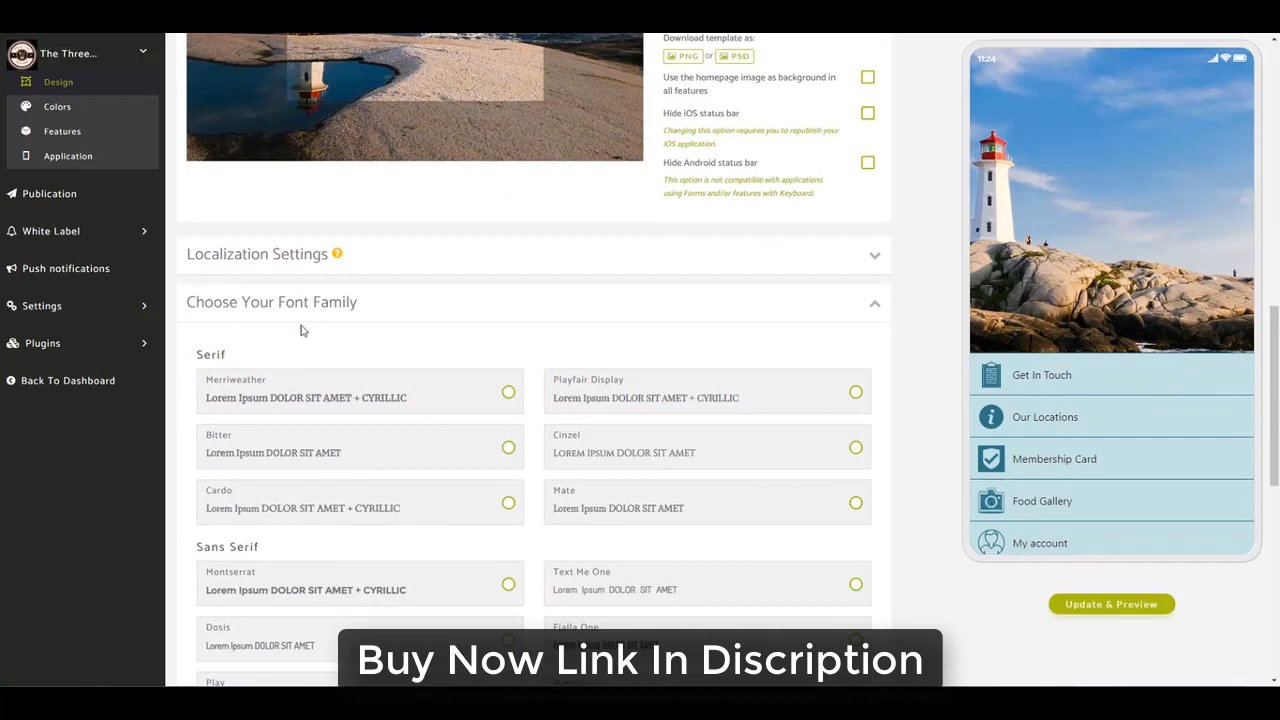 The Three...
Design
Colors
Features
Application
Publication
White Label
Push notifications
Settings
Plugins
Back To Dashboard
Download template as:
PNG or PSD
Use the homepage image as background in
all features
Hide iOS status bar
Changing this option requires you to republish your
iOS application.
Hide Android status bar
This option is not compatible with applications
using Forms and/or features with Keyboard.
Localization Settings ?
Choose Your Font Family
Serif
Merriweather
Lorem Ipsum DOLOR SIT AMET + CYRILLIC
Playfair Display
Lorem Ipsum DOLOR SIT AMET + CYRILLIC
Bitter
Lorem Ipsum DOLOR SIT AMET
Cinzel
LOREM IPSUM DOLOR SIT AMET
Cardo
Lorem Ipsum DOLOR SIT AMET + CYRILLIC
Mate
Lorem Ipsum DOLOR SIT AMET
Sans Serif
Montserrat
Lorem Ipsum DOLOR SIT AMET + CYRILLIC
Text Me One
Lorem Ipsum DOLOR SIT AMET
Dosis
Lorem Ipsum DOLOR SIT AMET
Fjalla One
Play
11:24
Get In Touch
Our Locations
Membership Card
Food Gallery
My account
Update & Preview
Buy Now Link In Discription